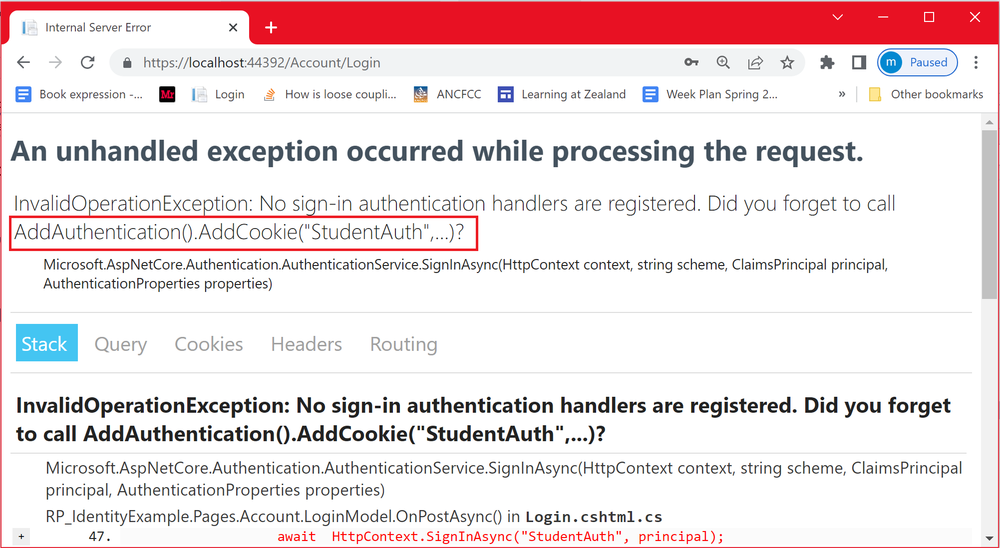 Internal Server Error
https://localhost:44392/Account/Login
m Paused
Book expression -...
Mr
Login
How is loose coupli...
ANCFCC
ANCFCC
Learning at Zealand
Week Plan Spring 2...
»
Other bookmarks
An unhandled exception occurred while processing the request.
InvalidOperationException: No sign-in authentication handlers are registered. Did you forget to call
AddAuthentication().AddCookie("StudentAuth",...)?
Microsoft.AspNetCore.Authentication.AuthenticationService.SignInAsync(HttpContext context, string scheme, ClaimsPrincipal principal,
AuthenticationProperties properties)
Stack Query Cookies Headers Routing
InvalidOperationException: No sign-in authentication handlers are registered. Did you forget
to call AddAuthentication().AddCookie("StudentAuth",...)?
Microsoft.AspNetCore.Authentication.AuthenticationService.SignInAsync(HttpContext context, string scheme, ClaimsPrincipal
principal, AuthenticationProperties properties)
RP_IdentityExample.Pages.Account.LoginModel.OnPostAsync() in Login.cshtml.cs
+ 47. await HttpContext.SignInAsync("StudentAuth", principal);